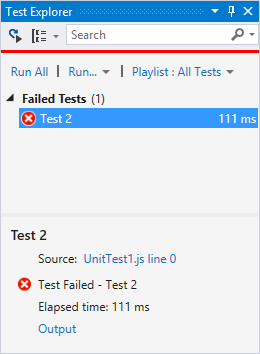 Test Explorer
Search
Run All | Run... | Playlist : All Tests
Failed Tests (1)
Test 2 111 ms
Test 2
Source: UnitTest1.js line 0
Test Failed - Test 2
Elapsed time: 111 ms
Output